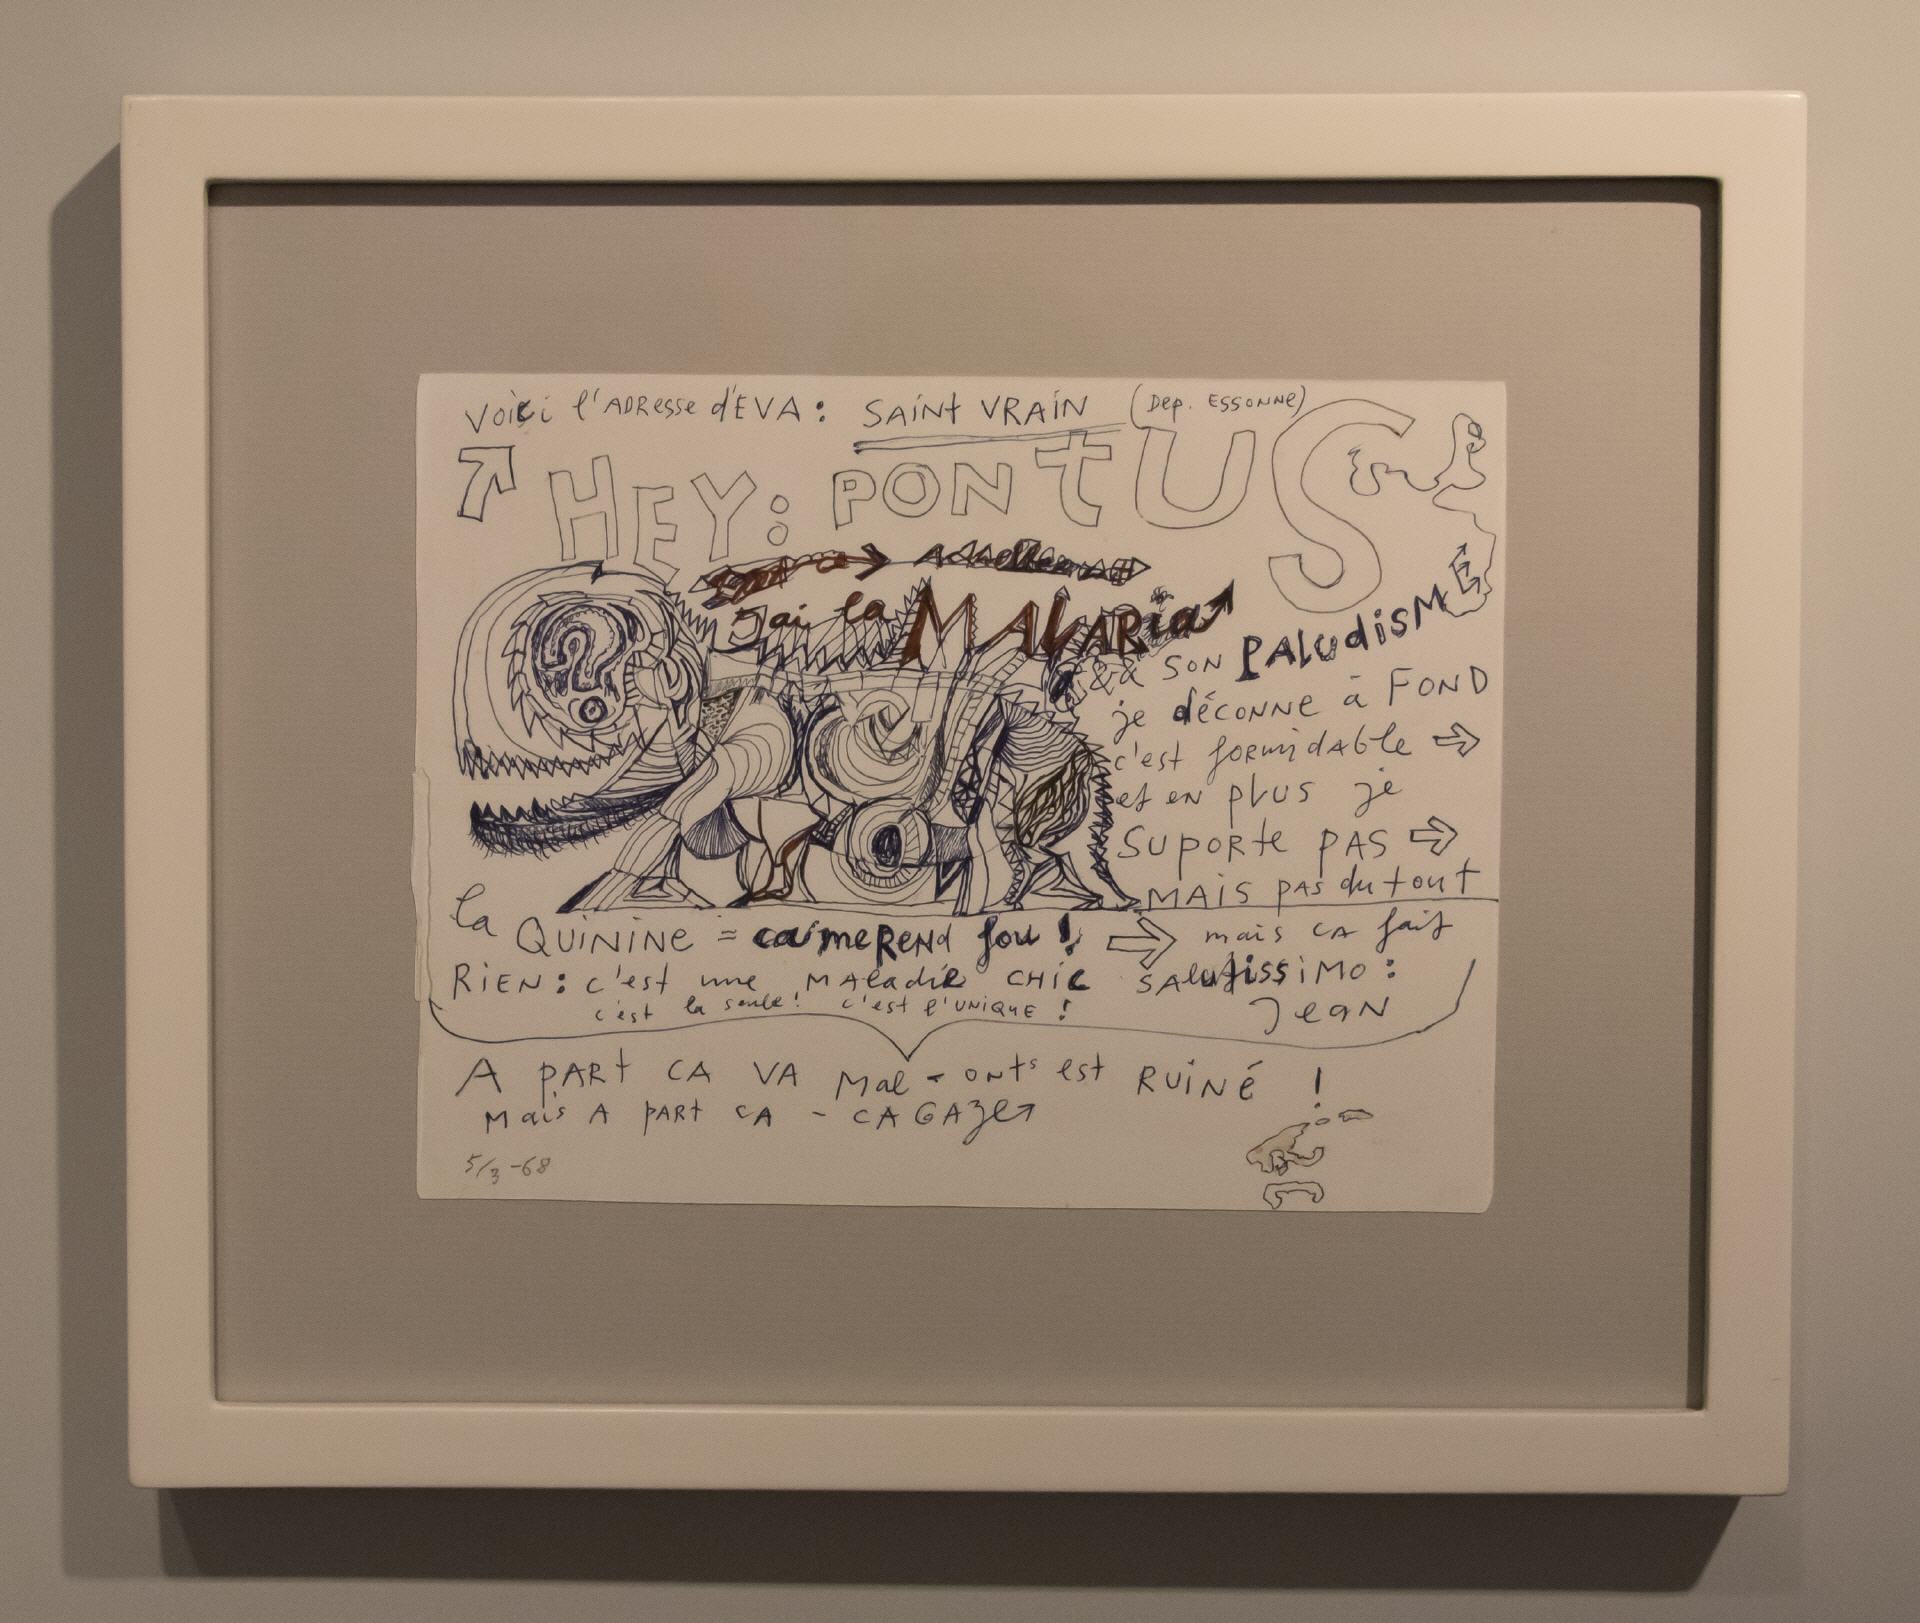 Voici l'ADResse d'EVA : SAINT VRAIN (Dep. ESSONNE)
HEY: PONTUS
J'ai la MALARia
& SON PALUDISME
je déconne à FOND
c'est formidable
et en plus je
SUPORTE PAS
MAIS PAS du tout
la QUININE = ca me REND fou !
mais CA fait
RIEN: c'est une MALadie CHIC SALutissiMO:
c'est la seule! c'est l'UNIQUE !
JeaN
A PARt CA VA Mal - est RUINÉ !
Mais A PARt CA - CA GAze
5/3-68